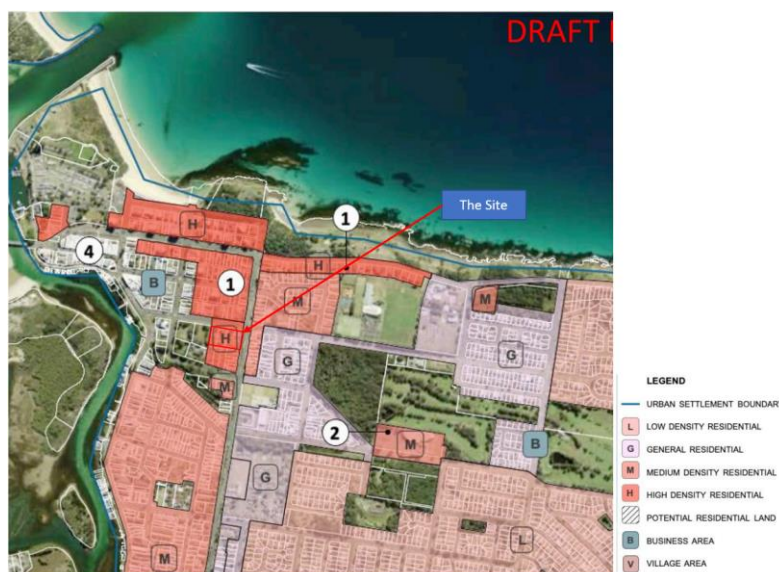 DRAFT
The Site
1
H
4
B
1
H
M
M
H
G
G
M
2
M
B
G
L
M
LEGEND
URBAN SETTLEMENT BOUNDAR
L LOW DENSITY RESIDENTIAL
G GENERAL RESIDENTIAL
M MEDIUM DENSITY RESIDENTIAL
H HIGH DENSITY RESIDENTIAL
POTENTIAL RESIDENTIAL LAND
B BUSINESS AREA
V VILLAGE AREA